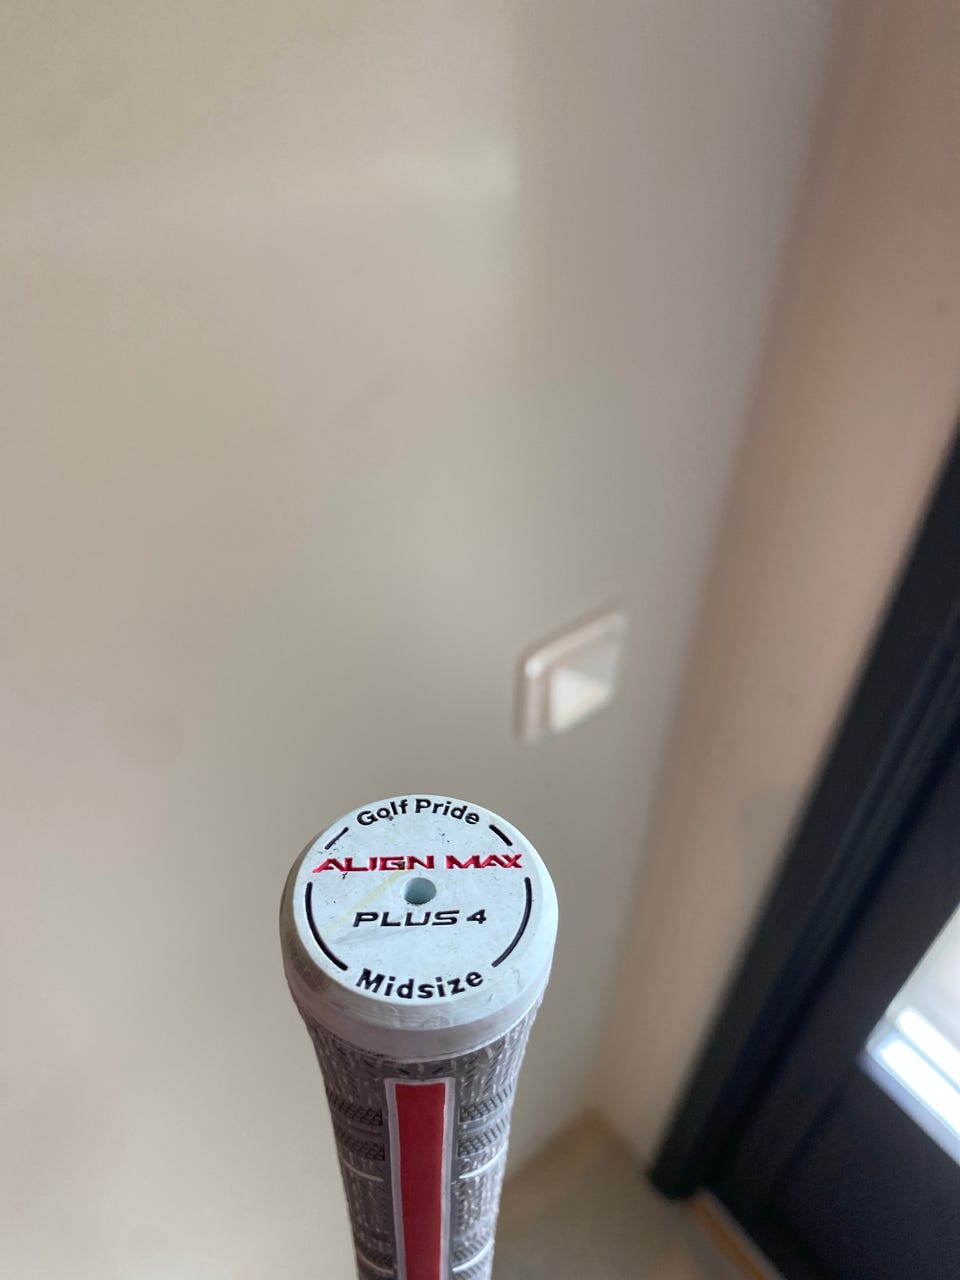 Golf Pride
ALIGN MAX
PLUS 4
Midsize